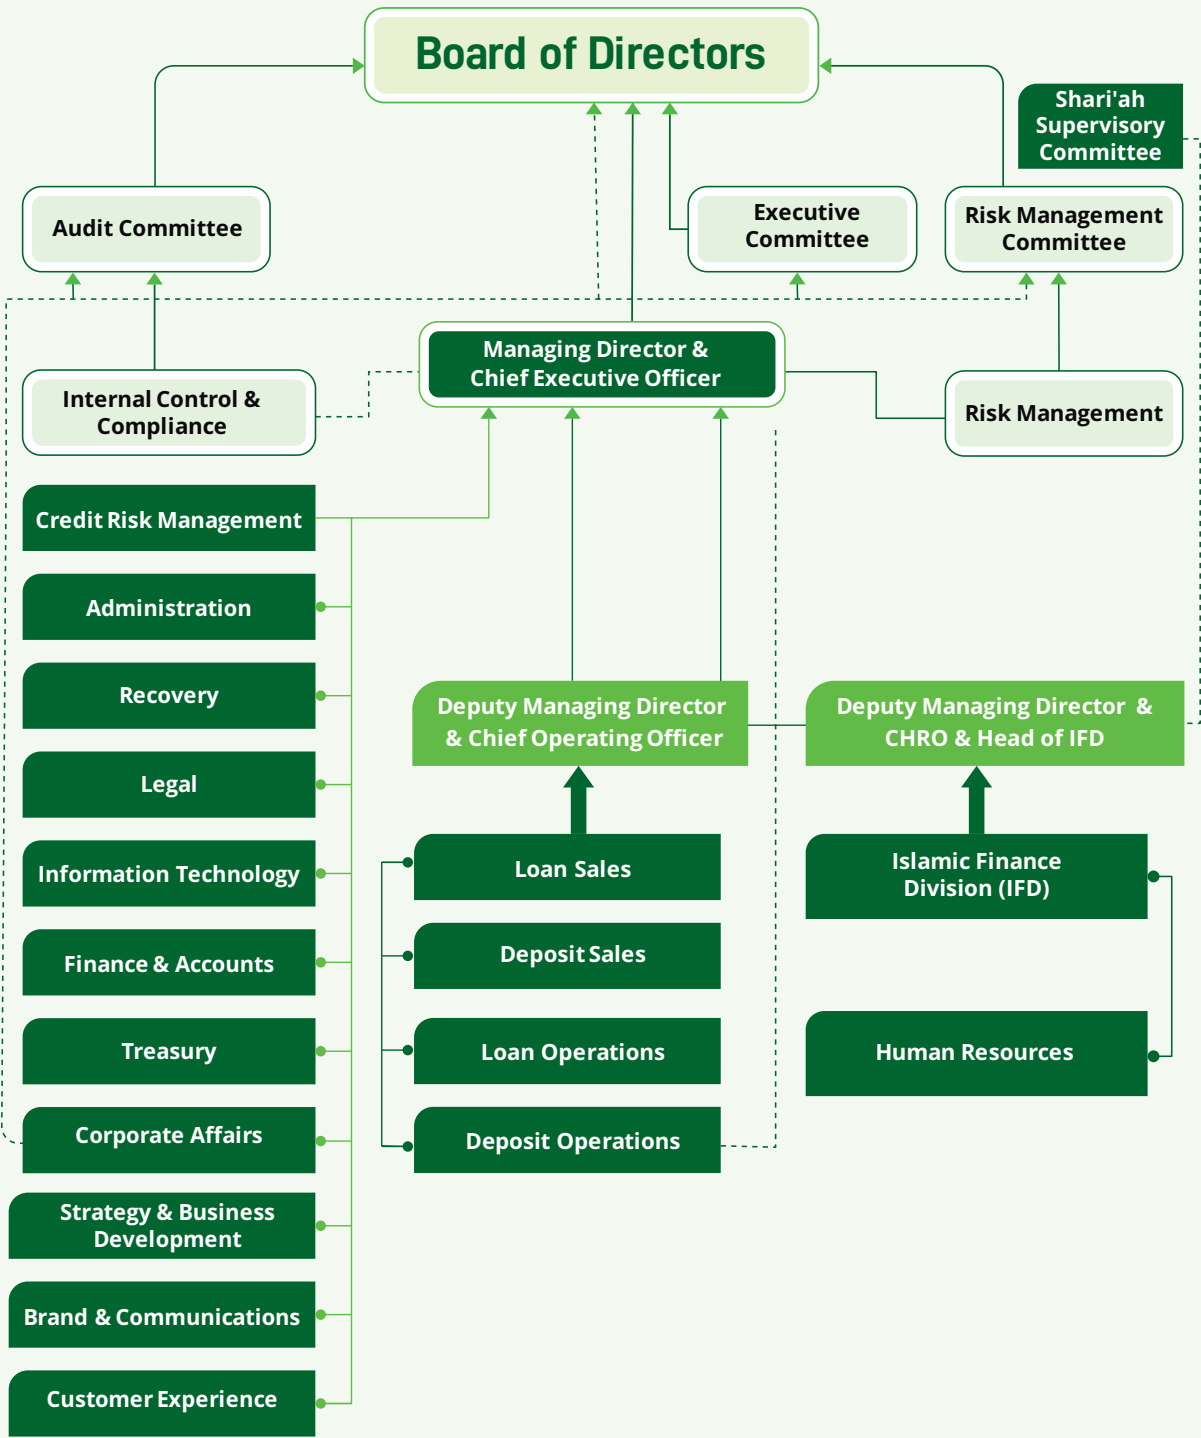 Board of Directors
Shari'ah
Supervisory
Committee
Audit Committee
Executive
Committee
Risk Management
Committee
Managing Director &
Chief Executive Officer
Internal Control &
Compliance
Risk Management
Credit Risk Management
Administration
Recovery
Legal
Information Technology
Finance & Accounts
Treasury
Corporate Affairs
Strategy & Business
Development
Brand & Communications
Customer Experience
Deputy Managing Director
& Chief Operating Officer
Loan Sales
Deposit Sales
Loan Operations
Deposit Operations
Deputy Managing Director &
CHRO & Head of IFD
Islamic Finance
Division (IFD)
Human Resources